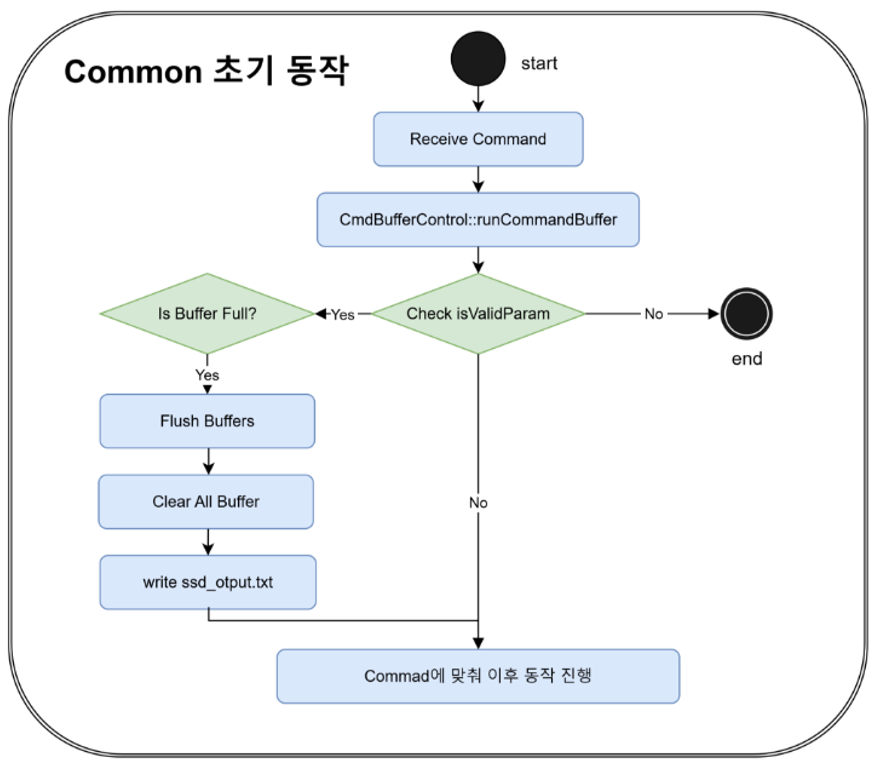 Common 초기 동작
start
Receive Command
CmdBufferControl::runCommandBuffer
Is Buffer Full?
Yes
Check isValidParam
No
end
Yes
Flush Buffers
Clear All Buffer
No
write ssd_otput.txt
Commad에 맞춰 이후 동작 진행